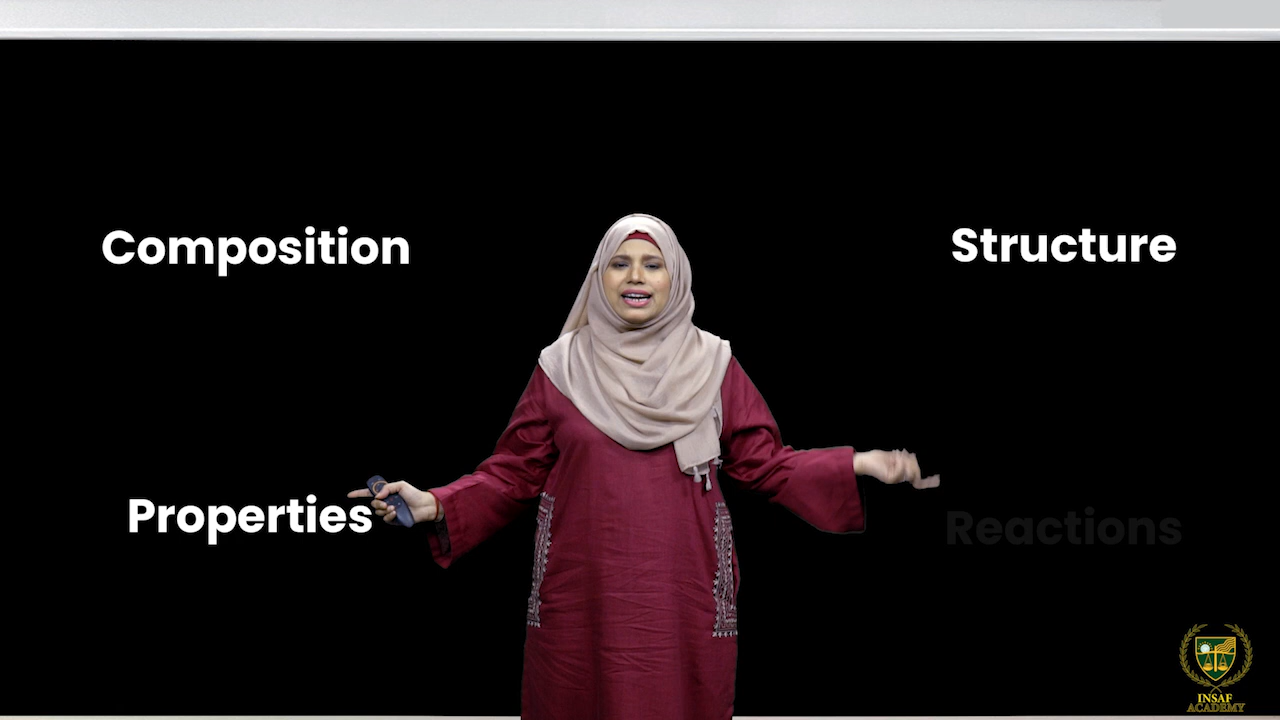 Composition
Structure
Properties
Reactions
INSAF
ACADEMY